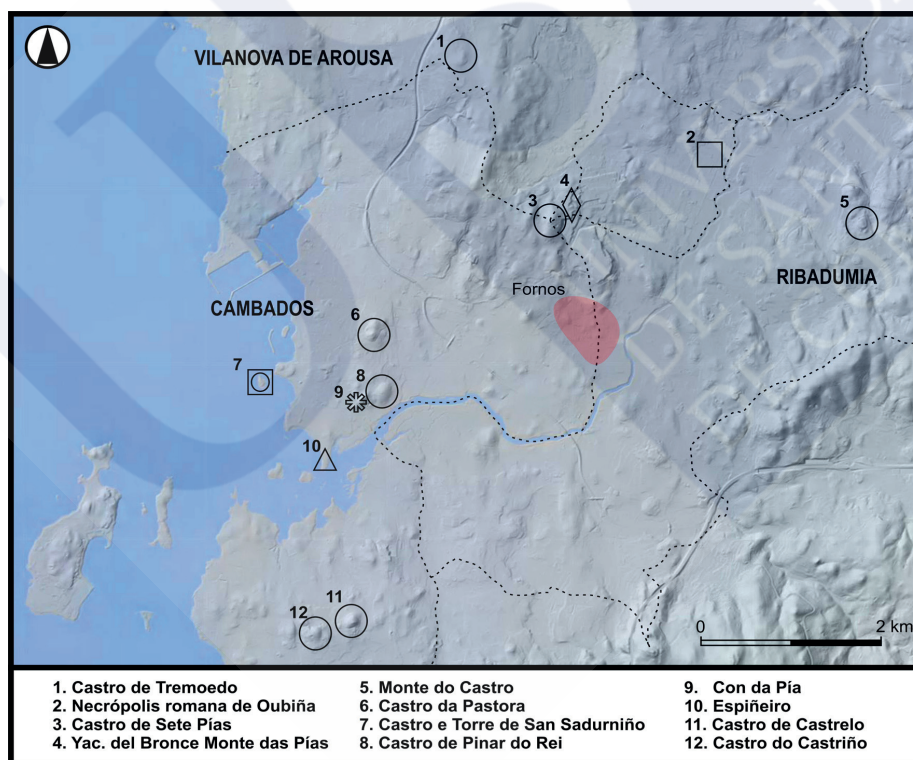 VILANOVA DE AROUSA
1
2
4
3
5
RIBADUMIA
Fornos
CAMBADOS
6
7
8
9
10
11
12
0 2 km
1. Castro de Tremoedo
2. Necrópolis romana de Oubiña
3. Castro de Sete Pías
4. Yac. del Bronce Monte das Pías
5. Monte do Castro
6. Castro da Pastora
7. Castro e Torre de San Sadurniño
8. Castro de Pinar do Rei
9. Con da Pía
10. Espiñeiro
11. Castro de Castrelo
12. Castro do Castriño